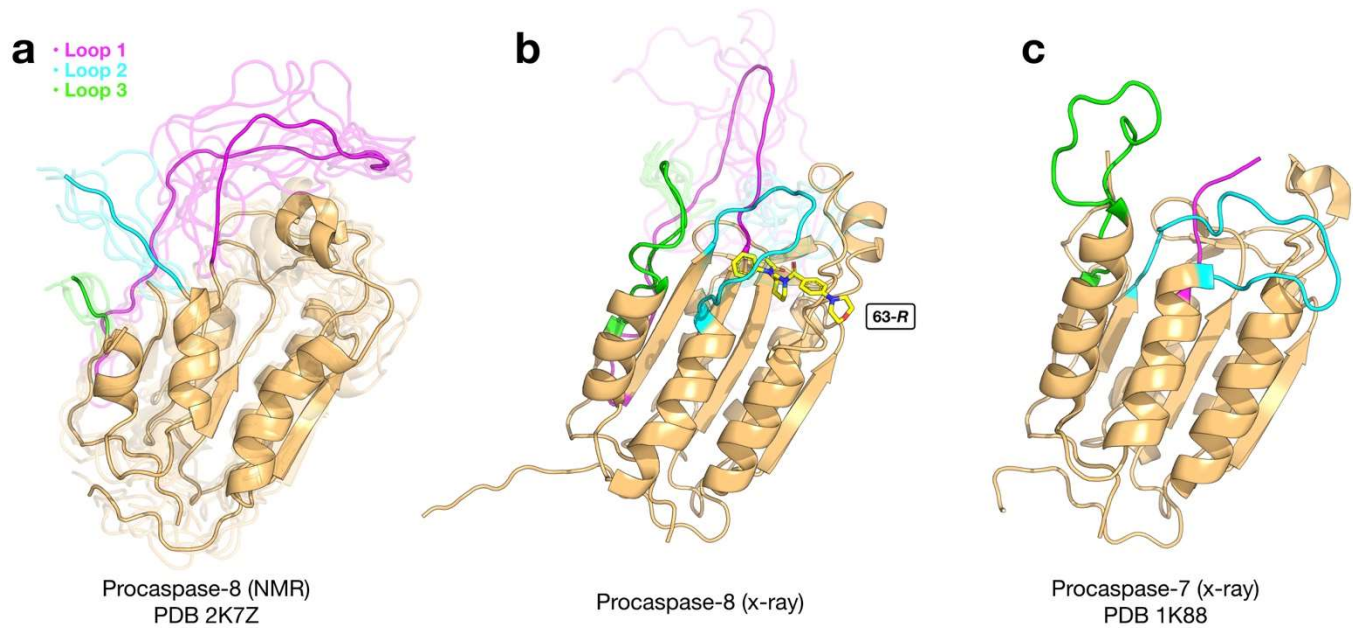 a
• Loop 1
• Loop 2
• Loop 3
b
c
63-R
Procaspase-8 (NMR)
PDB 2K7Z
Procaspase-8 (x-ray)
Procaspase-7 (x-ray)
PDB 1K88